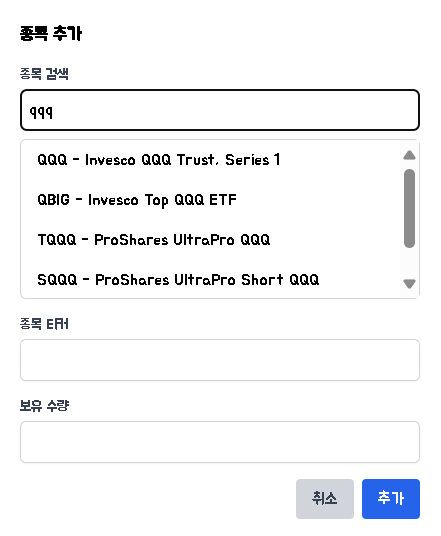 종목 추가
종목 검색
qqq
QQQ - Invesco QQQ Trust, Series 1
QBIG - Invesco Top QQQ ETF
TQQQ - ProShares UltraPro QQQ
SQQQ - ProShares UltraPro Short QQQ
종목 티커
보유 수량
취소
추가